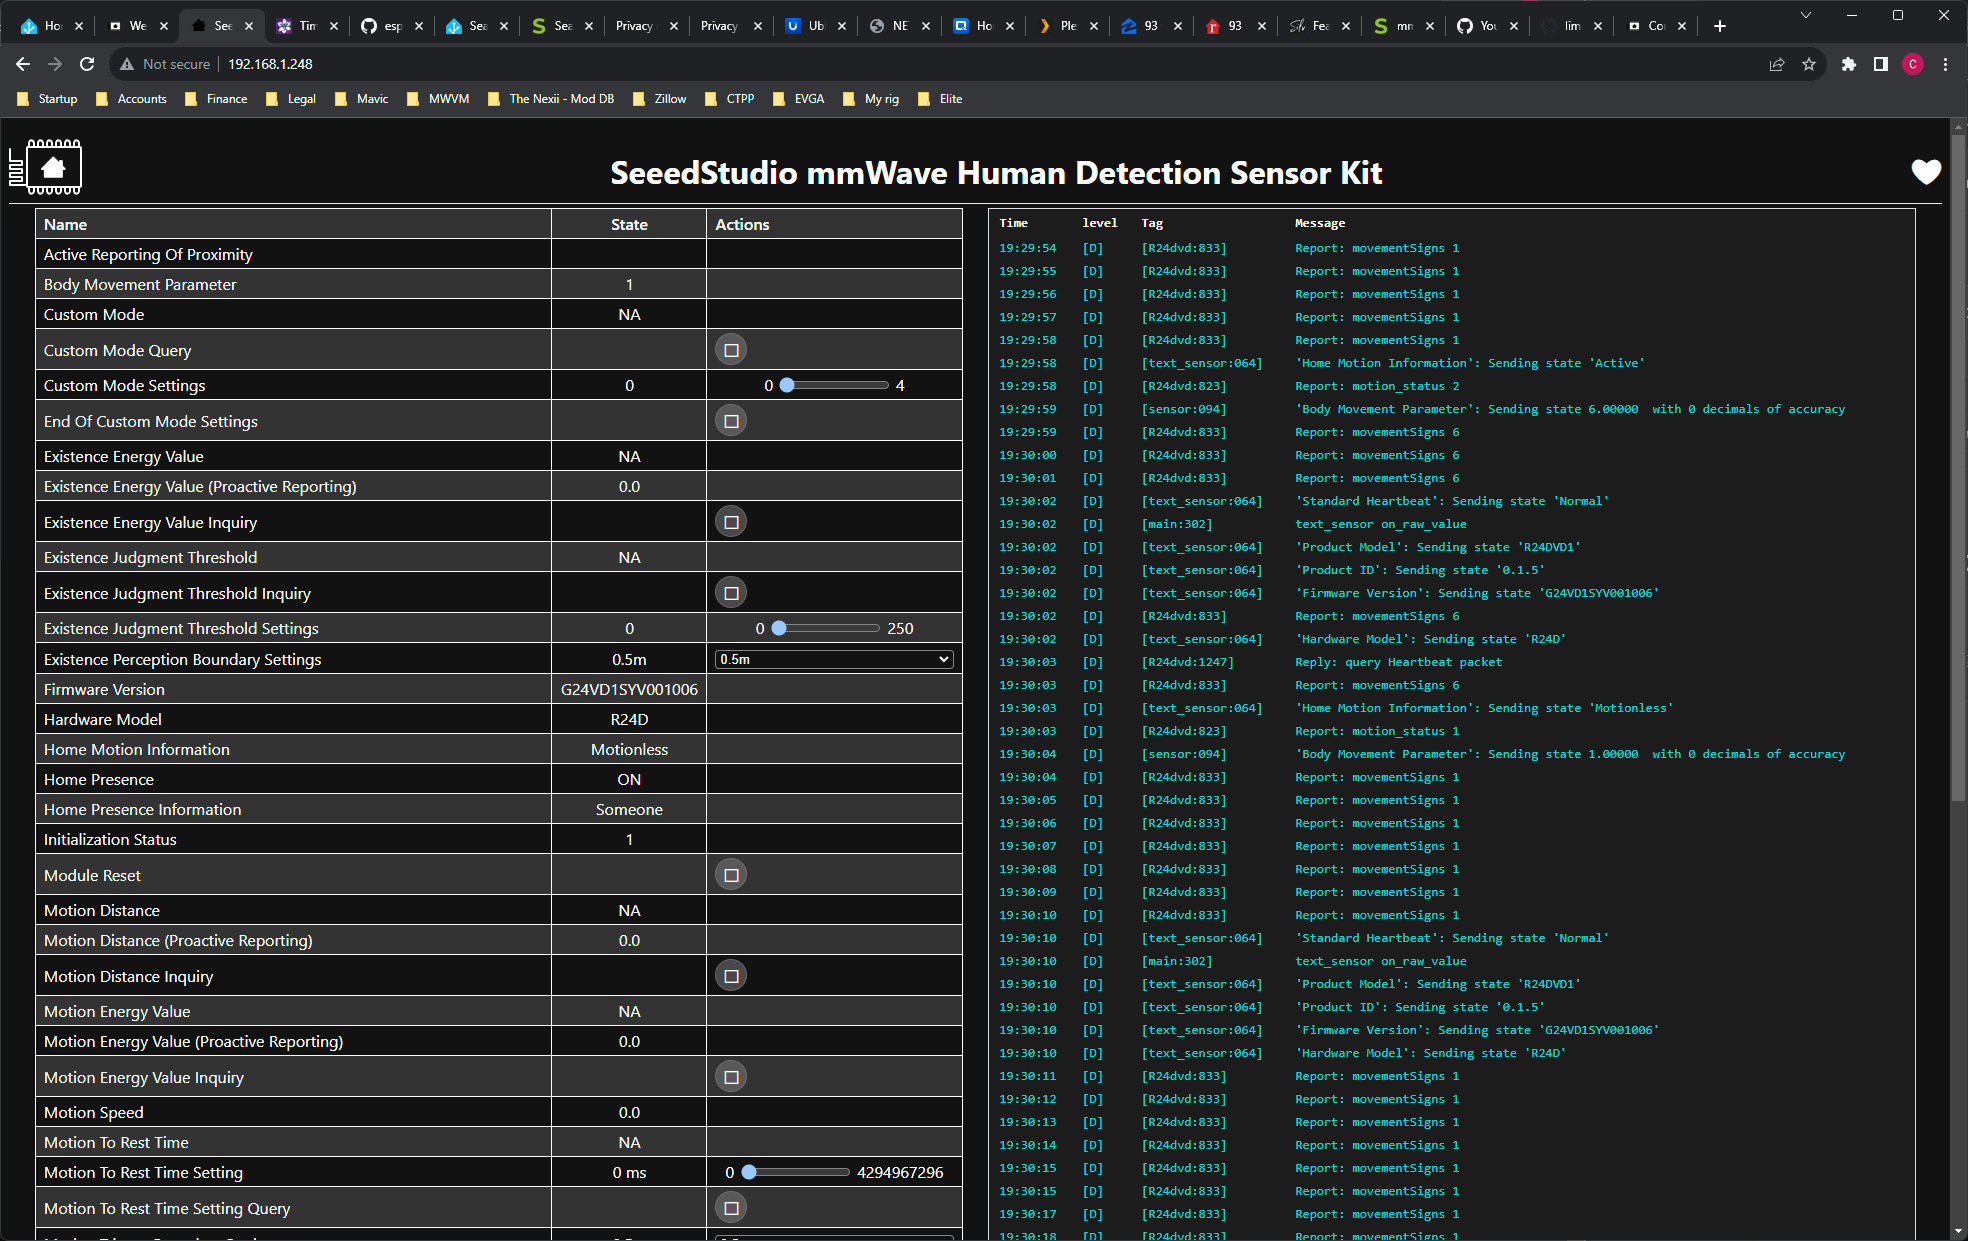 Ho
We
See
Tim
esp
Sea
Sea
Privacy
Privacy
Ub
NE
Ho
Ple
93
93
Fea
mn
You
lim
Co
Not secure 192.168.1.248
C
Startup Accounts Finance Legal Mavic MWVM The Nexii - Mod DB Zillow CTPP EVGA My rig Elite
SeeedStudio mmWave Human Detection Sensor Kit
Name State Actions
Active Reporting Of Proximity
Body Movement Parameter 1
Custom Mode NA
Custom Mode Query
Custom Mode Settings 0 0 4
End Of Custom Mode Settings
Existence Energy Value NA
Existence Energy Value (Proactive Reporting) 0.0
Existence Energy Value Inquiry
Existence Judgment Threshold NA
Existence Judgment Threshold Inquiry
Existence Judgment Threshold Settings 0 0 250
Existence Perception Boundary Settings 0.5m 0.5m
Firmware Version G24VD1SYV001006
Hardware Model R24D
Home Motion Information Motionless
Home Presence ON
Home Presence Information Someone
Initialization Status 1
Module Reset
Motion Distance NA
Motion Distance (Proactive Reporting) 0.0
Motion Distance Inquiry
Motion Energy Value NA
Motion Energy Value (Proactive Reporting) 0.0
Motion Energy Value Inquiry
Motion Speed 0.0
Motion To Rest Time NA
Motion To Rest Time Setting 0 ms 0 4294967296
Motion To Rest Time Setting Query
Time level Tag Message
19:29:54 [D] [R24dvd:833] Report: movementSigns 1
19:29:55 [D] [R24dvd:833] Report: movementSigns 1
19:29:56 [D] [R24dvd:833] Report: movementSigns 1
19:29:57 [D] [R24dvd:833] Report: movementSigns 1
19:29:58 [D] [R24dvd:833] Report: movementSigns 1
19:29:58 [D] [text_sensor:064] 'Home Motion Information': Sending state 'Active'
19:29:58 [D] [R24dvd:823] Report: motion_status 2
19:29:59 [D] [sensor:094] 'Body Movement Parameter': Sending state 6.00000 with 0 decimals of accuracy
19:29:59 [D] [R24dvd:833] Report: movementSigns 6
19:30:00 [D] [R24dvd:833] Report: movementSigns 6
19:30:01 [D] [R24dvd:833] Report: movementSigns 6
19:30:02 [D] [text_sensor:064] 'Standard Heartbeat': Sending state 'Normal'
19:30:02 [D] [main:302] text_sensor on_raw_value
19:30:02 [D] [text_sensor:064] 'Product Model': Sending state 'R24DVD1'
19:30:02 [D] [text_sensor:064] 'Product ID': Sending state '0.1.5'
19:30:02 [D] [text_sensor:064] 'Firmware Version': Sending state 'G24VD1SYV001006'
19:30:02 [D] [R24dvd:833] Report: movementSigns 6
19:30:02 [D] [text_sensor:064] 'Hardware Model': Sending state 'R24D'
19:30:03 [D] [R24dvd:1247] Reply: query Heartbeat packet
19:30:03 [D] [R24dvd:833] Report: movementSigns 6
19:30:03 [D] [text_sensor:064] 'Home Motion Information': Sending state 'Motionless'
19:30:03 [D] [R24dvd:823] Report: motion_status 1
19:30:04 [D] [sensor:094] 'Body Movement Parameter': Sending state 1.00000 with 0 decimals of accuracy
19:30:04 [D] [R24dvd:833] Report: movementSigns 1
19:30:05 [D] [R24dvd:833] Report: movementSigns 1
19:30:06 [D] [R24dvd:833] Report: movementSigns 1
19:30:07 [D] [R24dvd:833] Report: movementSigns 1
19:30:08 [D] [R24dvd:833] Report: movementSigns 1
19:30:09 [D] [R24dvd:833] Report: movementSigns 1
19:30:10 [D] [R24dvd:833] Report: movementSigns 1
19:30:10 [D] [text_sensor:064] 'Standard Heartbeat': Sending state 'Normal'
19:30:10 [D] [main:302] text_sensor on_raw_value
19:30:10 [D] [text_sensor:064] 'Product Model': Sending state 'R24DVD1'
19:30:10 [D] [text_sensor:064] 'Product ID': Sending state '0.1.5'
19:30:10 [D] [text_sensor:064] 'Firmware Version': Sending state 'G24VD1SYV001006'
19:30:10 [D] [text_sensor:064] 'Hardware Model': Sending state 'R24D'
19:30:11 [D] [R24dvd:833] Report: movementSigns 1
19:30:12 [D] [R24dvd:833] Report: movementSigns 1
19:30:13 [D] [R24dvd:833] Report: movementSigns 1
19:30:14 [D] [R24dvd:833] Report: movementSigns 1
19:30:15 [D] [R24dvd:833] Report: movementSigns 1
19:30:15 [D] [R24dvd:833] Report: movementSigns 1
19:30:17 [D] [R24dvd:833] Report: movementSigns 1
19:30:18 [D] [R24dvd:833] Report: movementSigns 1